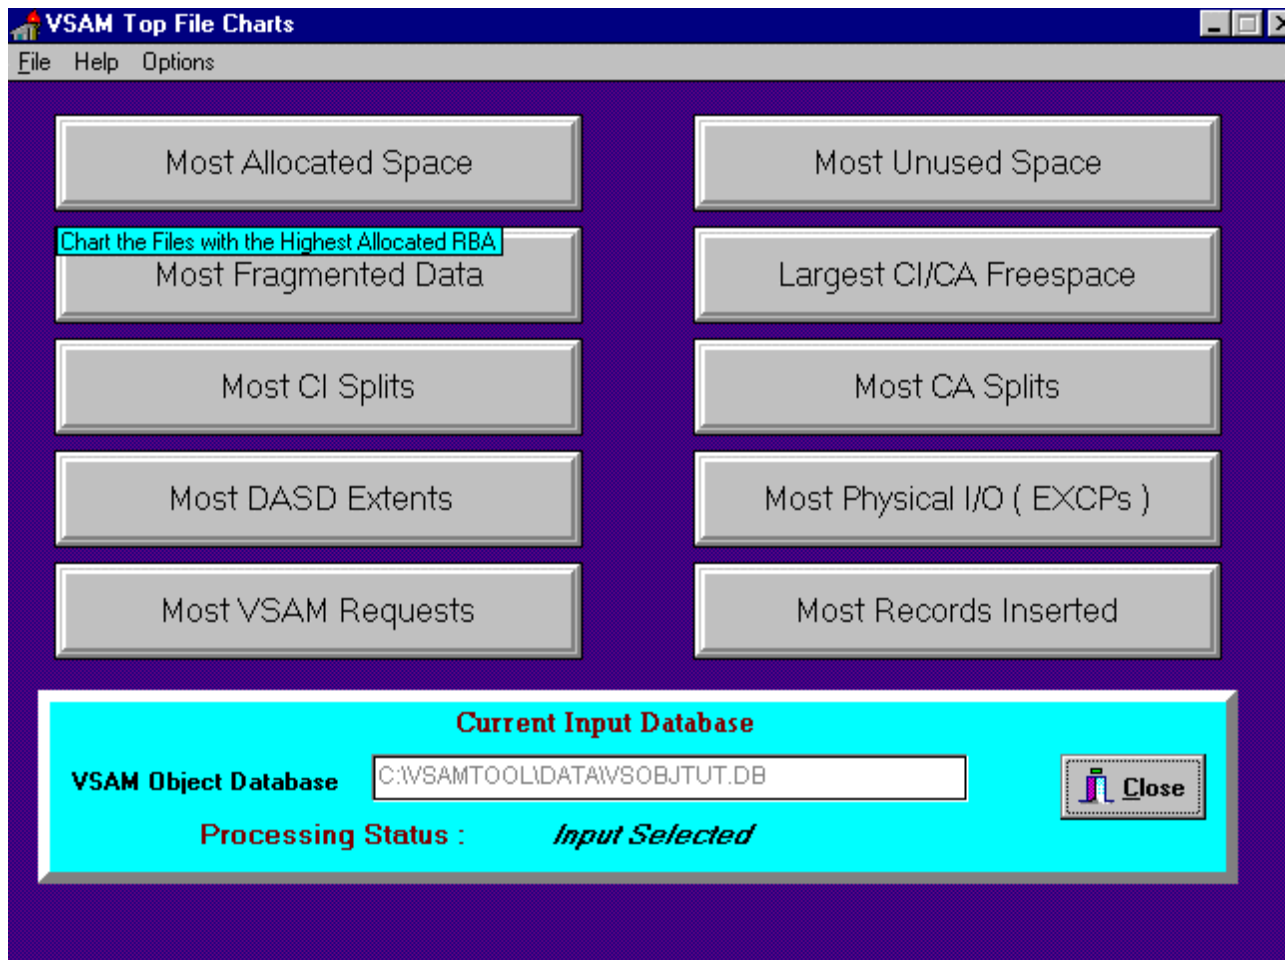 VSAM Top File Charts
File Help Options
Most Allocated Space
Most Unused Space
Chart the Files with the Highest Allocated RBA
Most Fragmented Data
Largest CI/CA Freespace
Most CI Splits
Most CA Splits
Most DASD Extents
Most Physical I/O ( EXCPs )
Most VSAM Requests
Most Records Inserted
Current Input Database
VSAM Object Database
C:\VSAMTOOL\DATA\VSOBJTUT.DB
Close
Processing Status : Input Selected